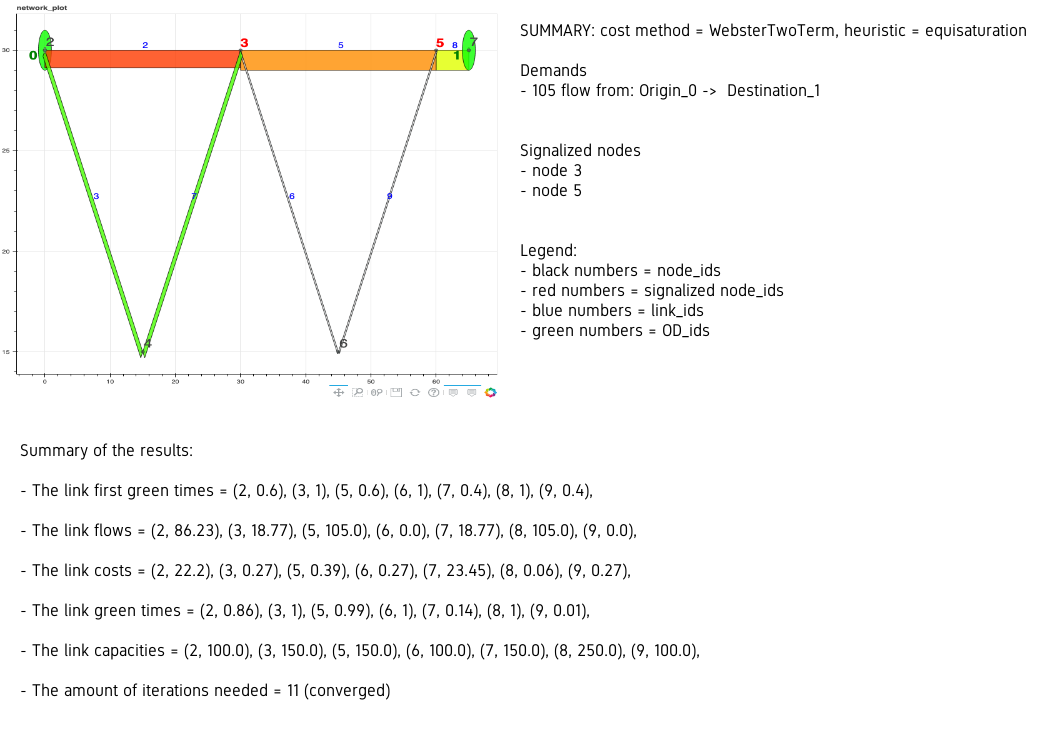 network_plot
2
0
2
3
5
5
8
1
7
30
25
20
15
3
7
6
9
4
6
0
10
20
30
50
60
SUMMARY: cost method = WebsterTwoTerm, heuristic = equisaturation
Demands
- 105 flow from: Origin_0 -> Destination_1
Signalized nodes
- node 3
- node 5
Legend:
- black numbers = node_ids
- red numbers = signalized node_ids
- blue numbers = link_ids
- green numbers = OD_ids
Summary of the results:
- The link first green times = (2, 0.6), (3, 1), (5, 0.6), (6, 1), (7, 0.4), (8, 1), (9, 0.4),
- The link flows = (2, 86.23), (3, 18.77), (5, 105.0), (6, 0.0), (7, 18.77), (8, 105.0), (9, 0.0),
- The link costs = (2, 22.2), (3, 0.27), (5, 0.39), (6, 0.27), (7, 23.45), (8, 0.06), (9, 0.27),
- The link green times = (2, 0.86), (3, 1), (5, 0.99), (6, 1), (7, 0.14), (8, 1), (9, 0.01),
- The link capacities = (2, 100.0), (3, 150.0), (5, 150.0), (6, 100.0), (7, 150.0), (8, 250.0), (9, 100.0),
- The amount of iterations needed = 11 (converged)